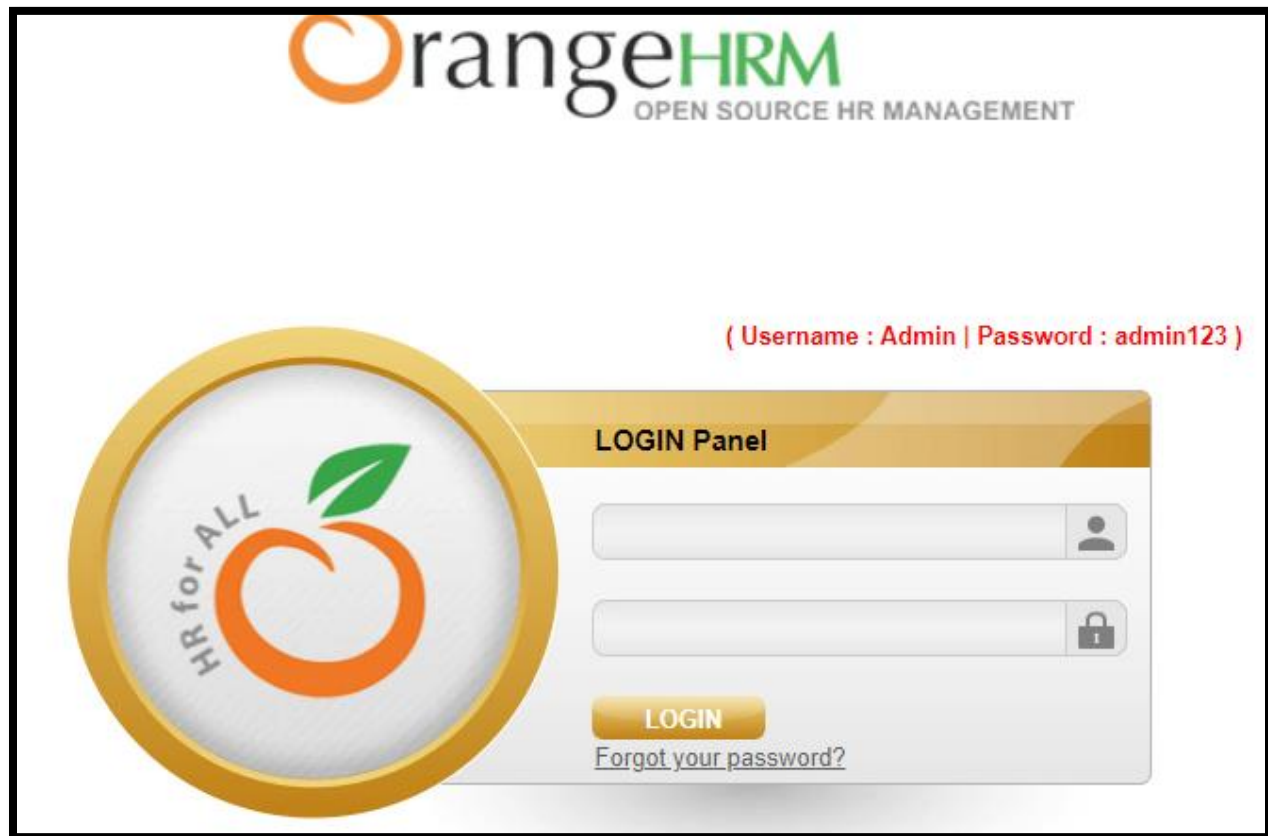 OrangeHRM
OPEN SOURCE HR MANAGEMENT
( Username : Admin | Password : admin123 )
LOGIN Panel
HR for ALL
LOGIN
Forgot your password?